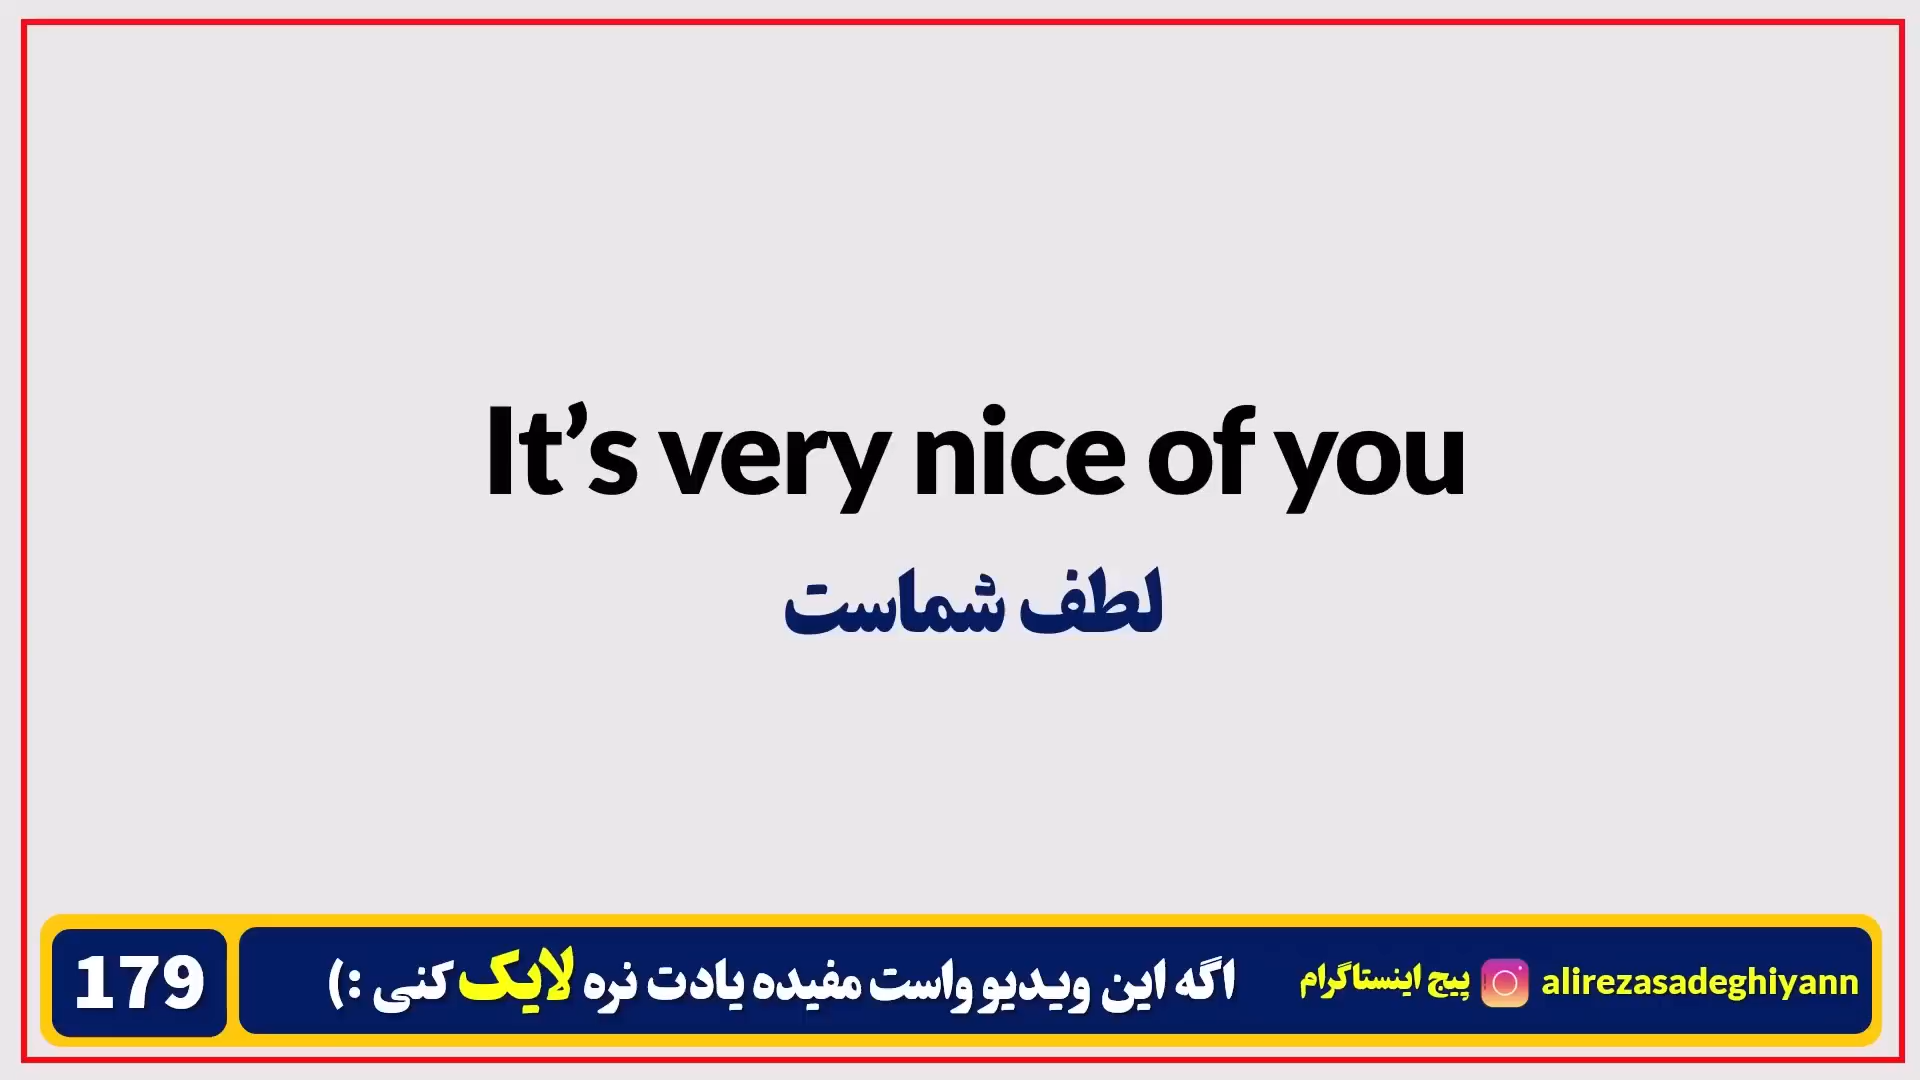 It’s very nice of you
لطف شماست
179
اگه این ویدیو واست مفیده یادت نره لایک کنی :)
پیج اینستاگرام
alirezasadeghiyann